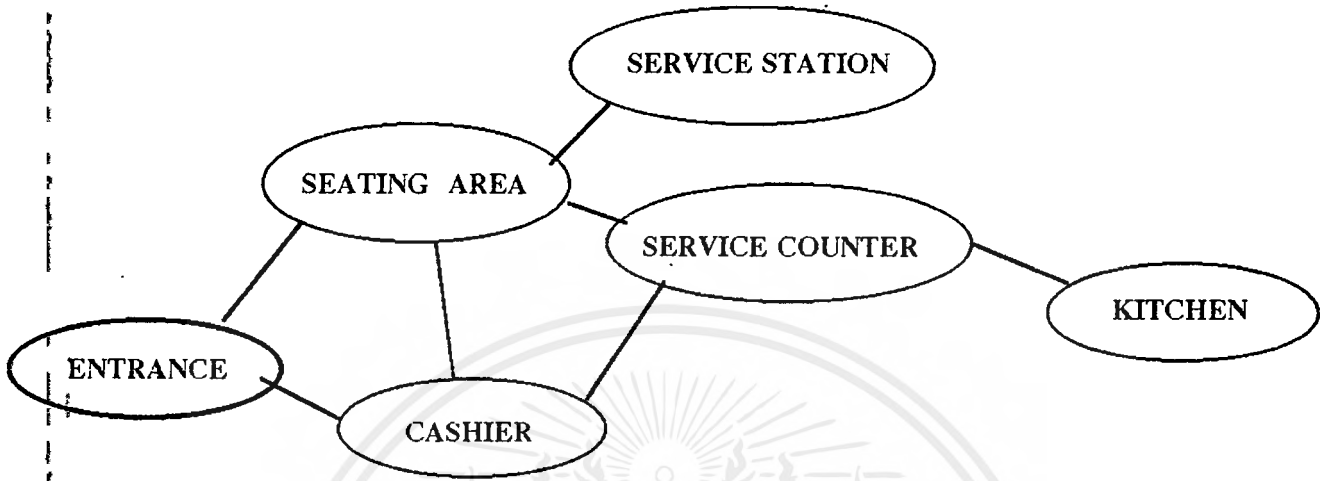 SERVICE STATION
SEATING AREA
SERVICE COUNTER
KITCHEN
ENTRANCE
CASHIER